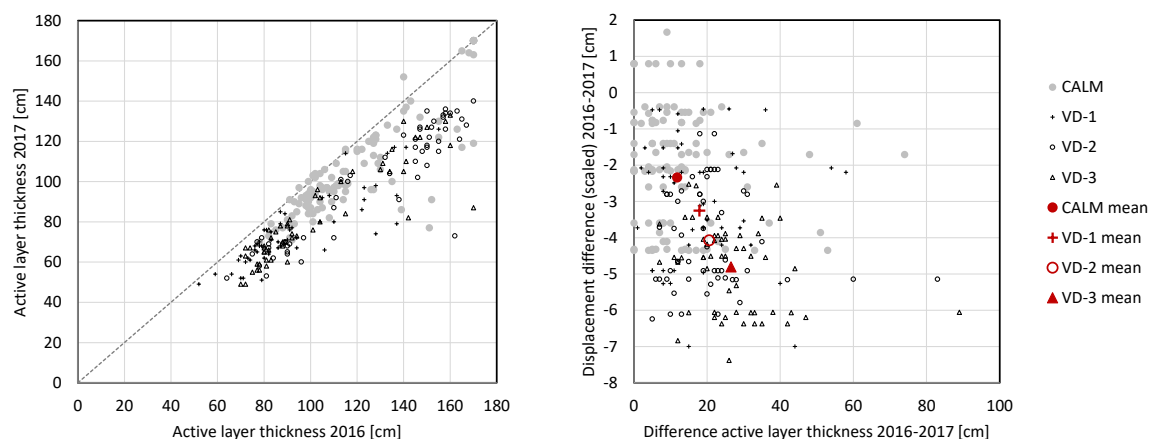 180
160
140
120
100
80
60
40
20
0
Active layer thickness 2017 [cm]
0 20 40 60 80 100 120 140 160 180
Active layer thickness 2016 [cm]
2
1
0
-1
-2
-3
-4
-5
-6
-7
-8
Displacement difference (scaled) 2016-2017 [cm]
0 20 40 60 80 100
Difference active layer thickness 2016-2017 [cm]
CALM
VD-1
VD-2
VD-3
CALM mean
VD-1 mean
VD-2 mean
VD-3 mean